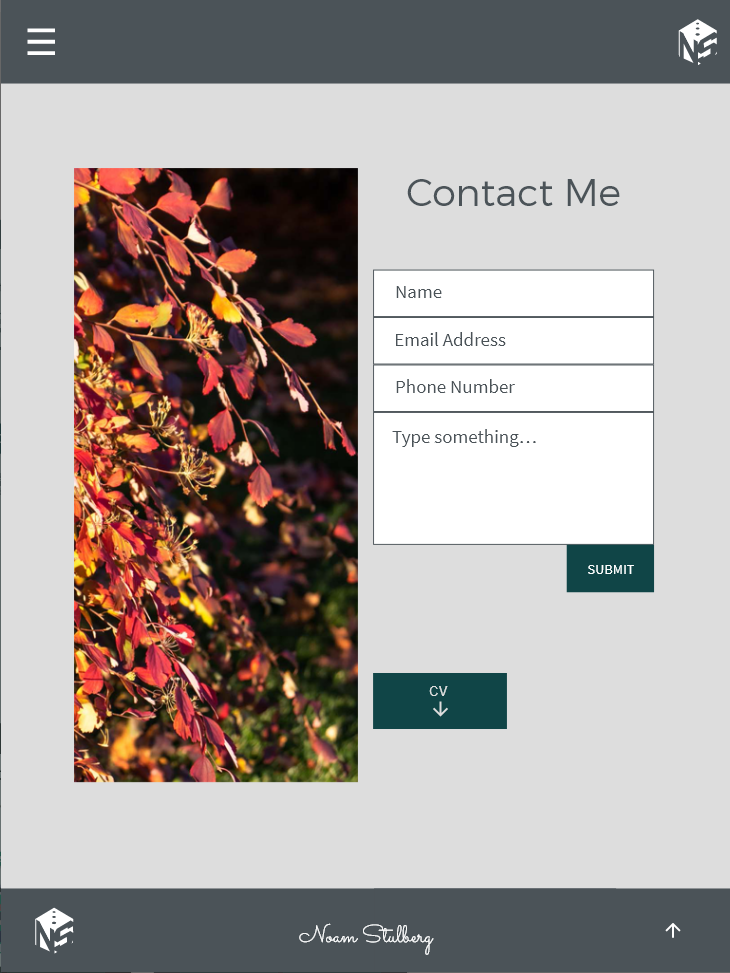 NS
Contact Me
Name
Email Address
Phone Number
Type something...
SUBMIT
CV
NS
Noam Stulberg